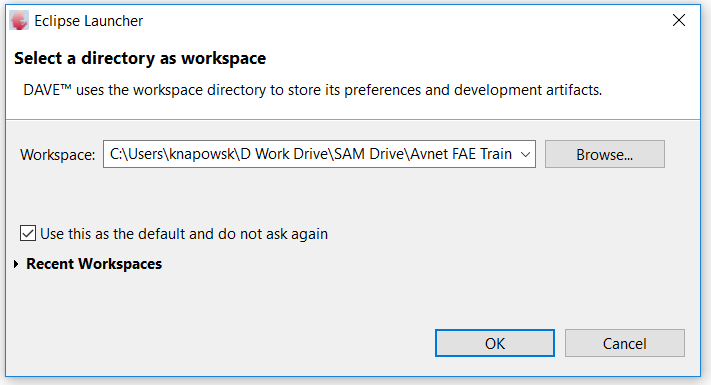 Eclipse Launcher
Select a directory as workspace
DAVE™ uses the workspace directory to store its preferences and development artifacts.
Workspace: C:\Users\knapowsk\D Work Drive\SAM Drive\Avnet FAE Train Browse...
Use this as the default and do not ask again
Recent Workspaces
OK Cancel